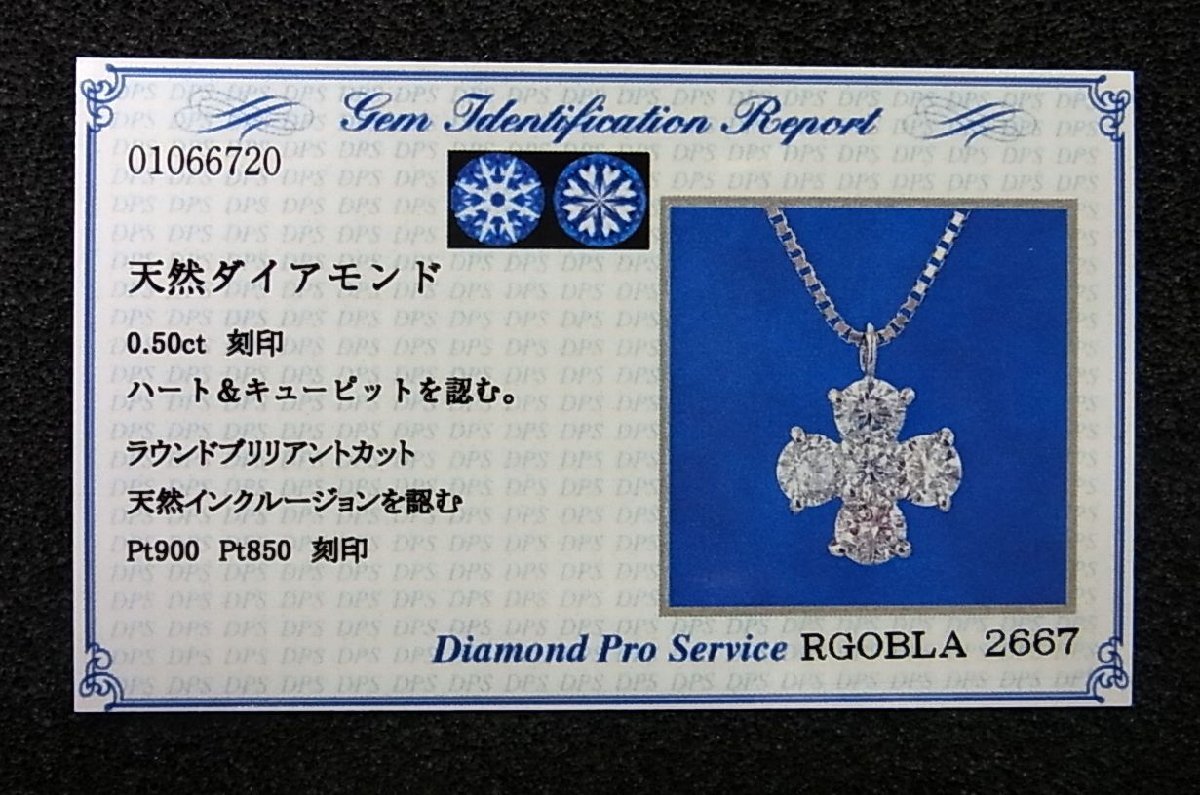 Gem Identification Report
01066720
天然ダイアモンド
0.50ct 刻印
ハート&キューピットを認む。
ラウンドブリリアントカット
天然インクルージョンを認む
Pt900 Pt850 刻印
Diamond Pro Service RGOBLA 2667